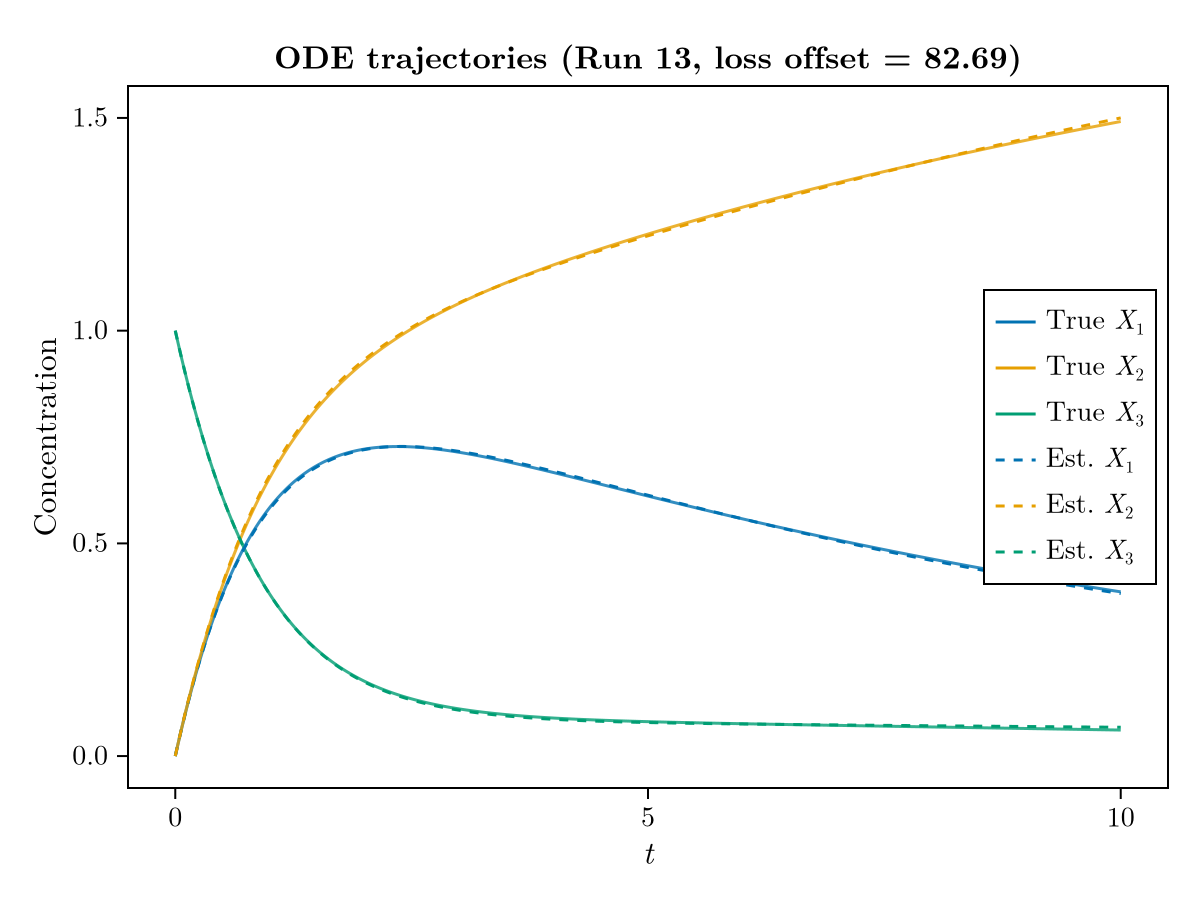 ODE trajectories (Run 13, loss offset = 82.69)
Concentration
1.5
1.0
0.5
0.0
True X₁
True X₂
True X₃
Est. X₁
Est. X₂
Est. X₃
0 5 10
t